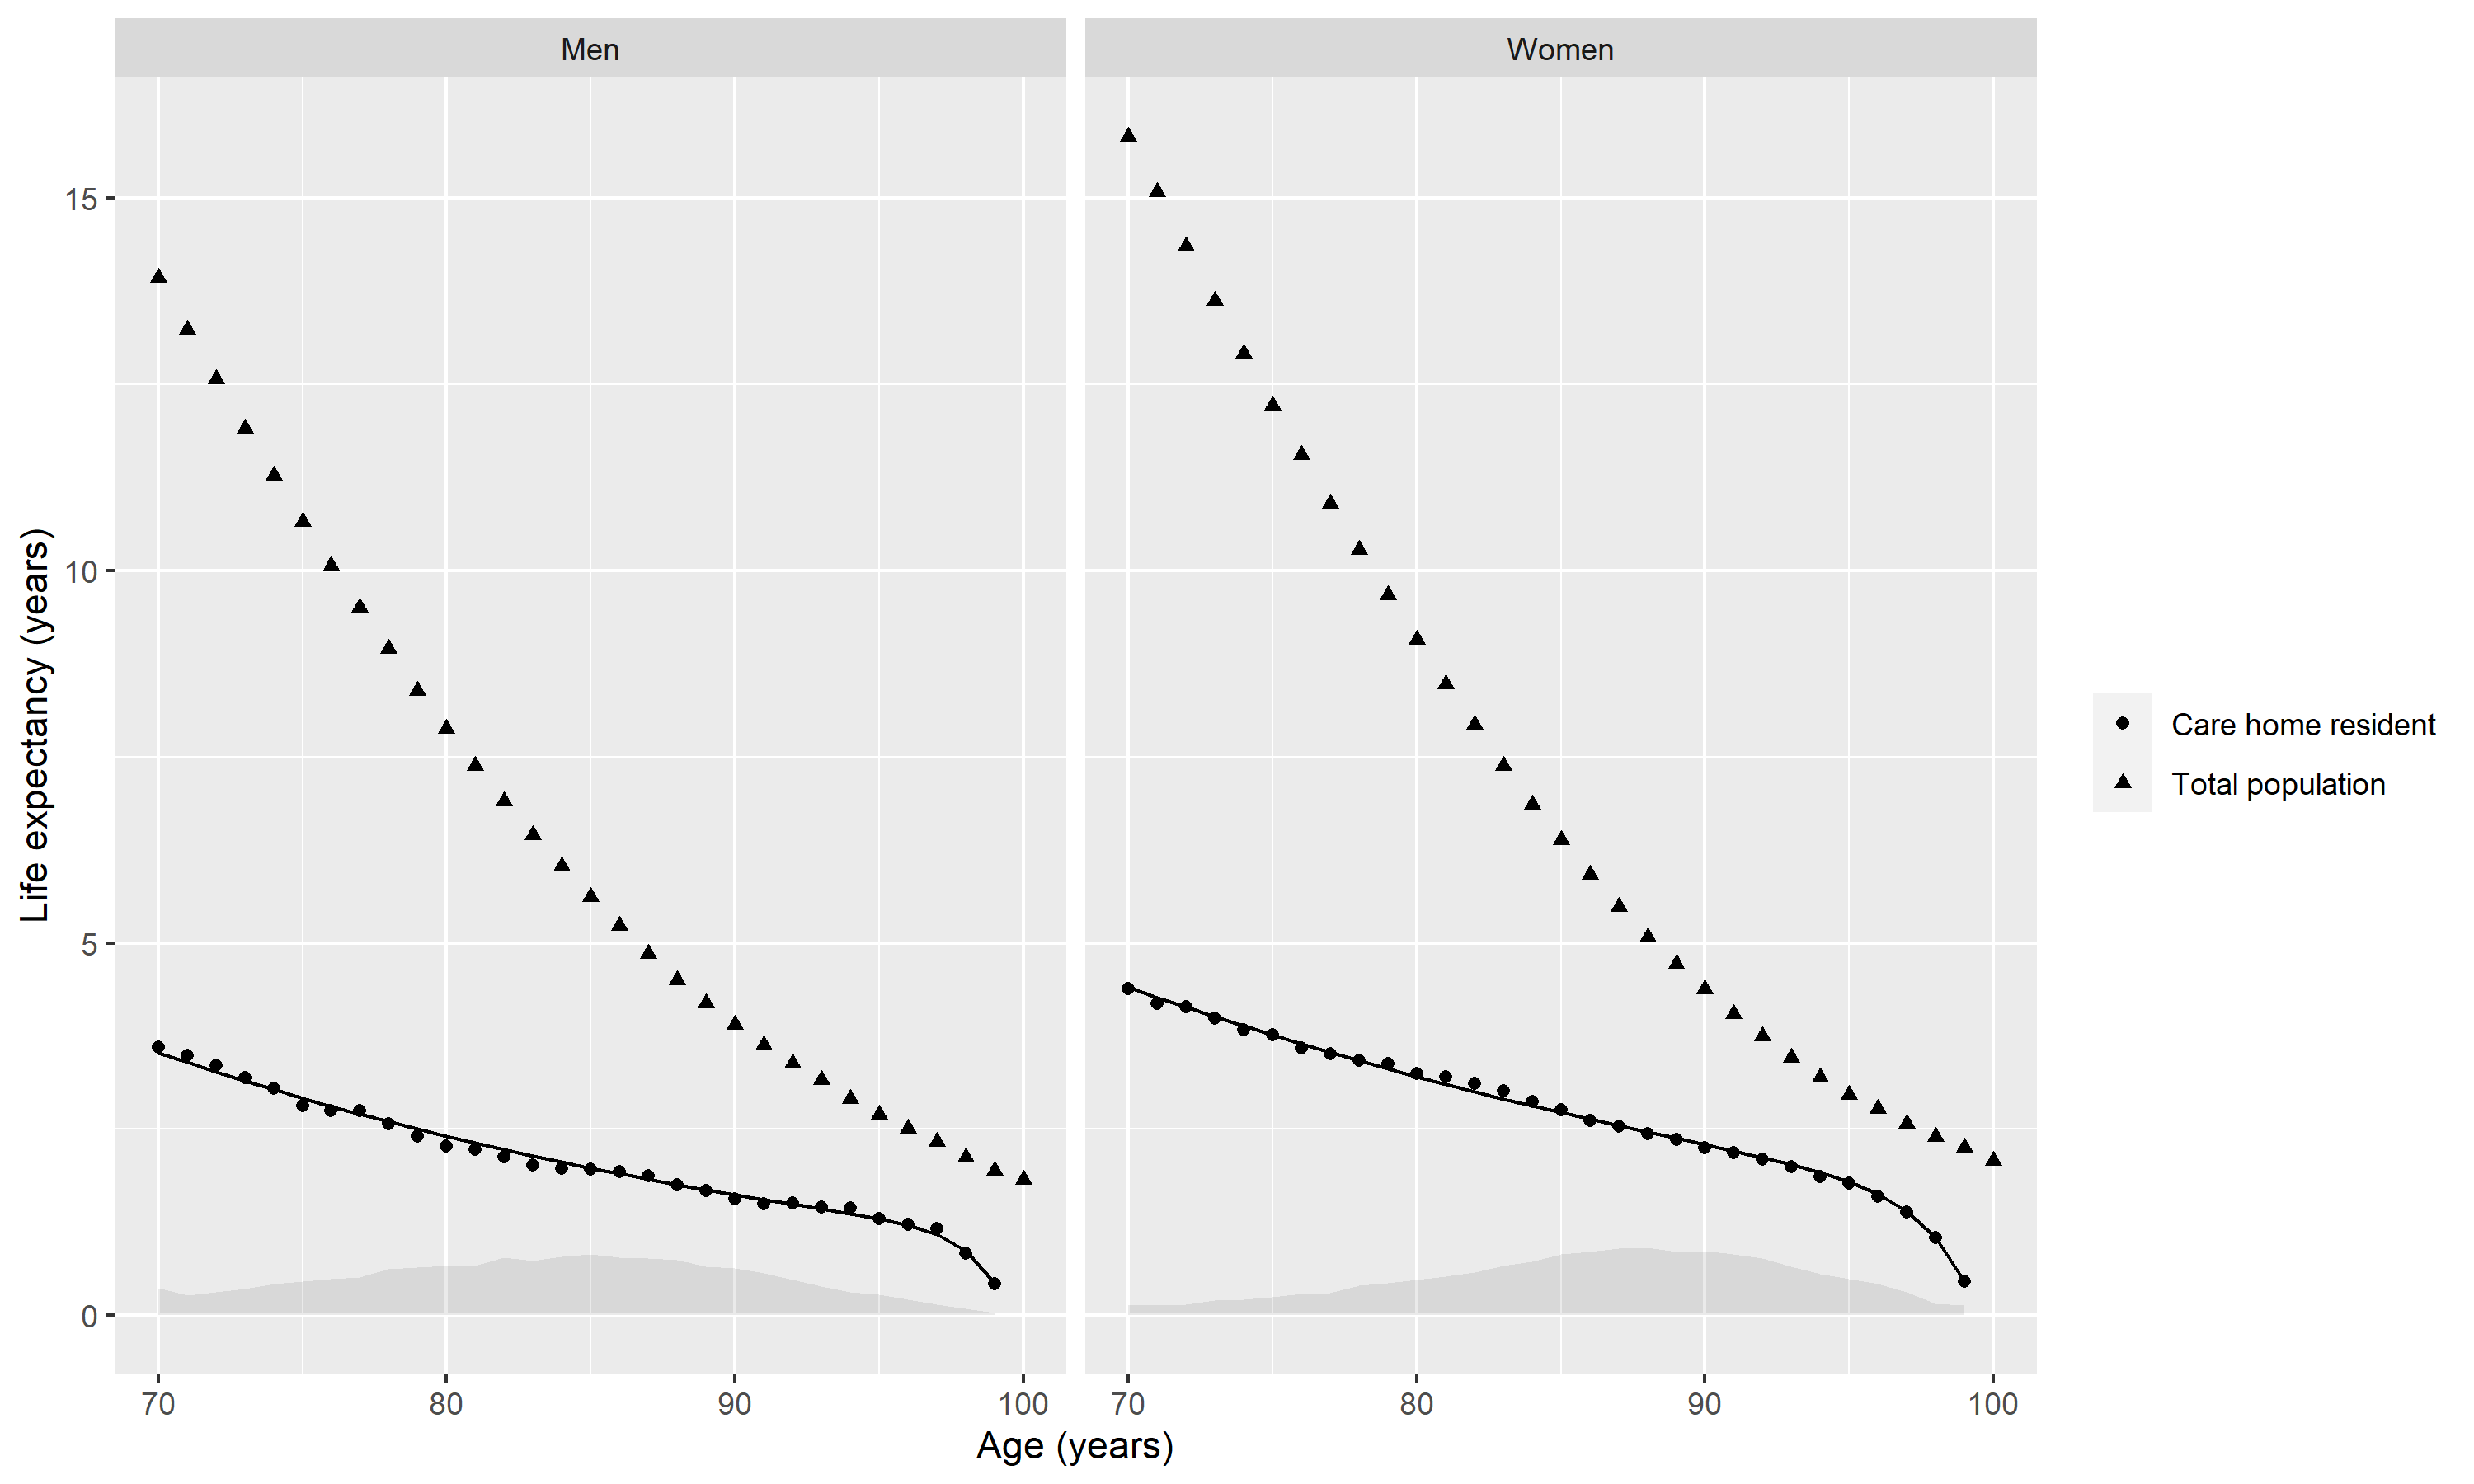 Men
Women
Life expectancy (years)
15
10
5
0
70 80 90 100
70 80 90 100
Age (years)
Care home resident
Total population